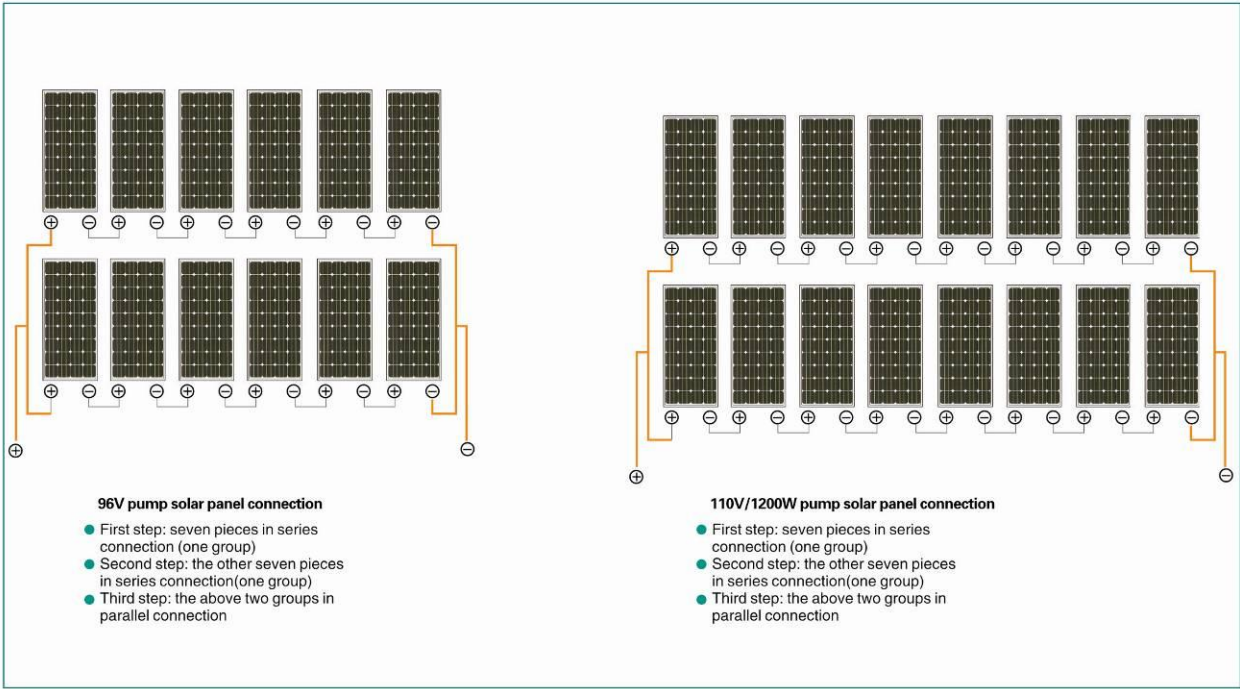 96V pump solar panel connection
First step: seven pieces in series
connection (one group)
Second step: the other seven pieces
in series connection(one group)
Third step: the above two groups in
parallel connection
110V/1200W pump solar panel connection
First step: seven pieces in series
connection (one group)
Second step: the other seven pieces
in series connection(one group)
Third step: the above two groups in
parallel connection